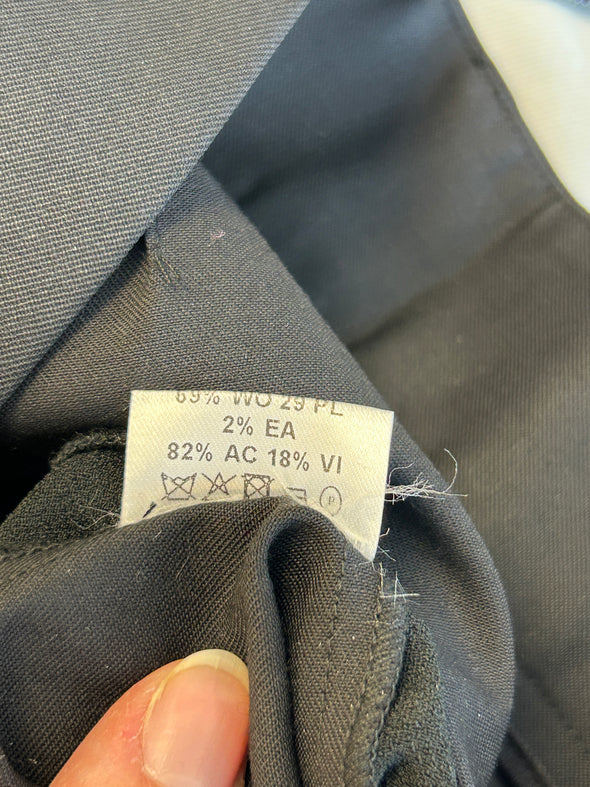 69% WO 29 PL
2% EA
82% AC 18% VI
P